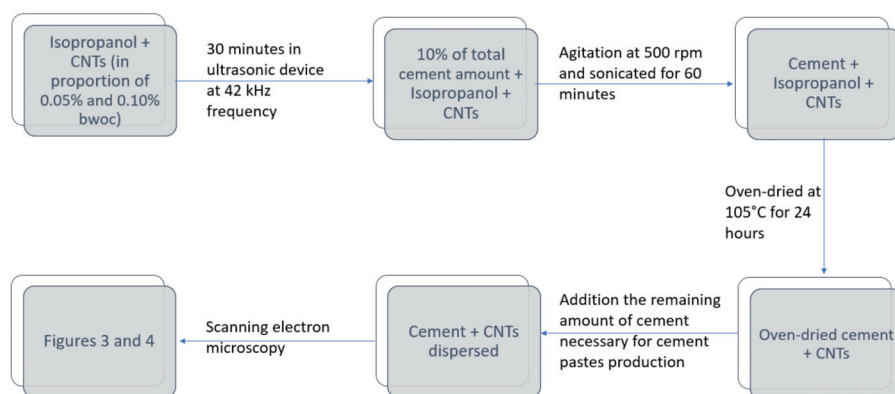 Isopropanol +
CNTs (in
proportion of
0.05% and 0.10%
bwoc)
30 minutes in
ultrasonic device
at 42 kHz
frequency
10% of total
cement amount +
Isopropanol +
CNTs
Agitation at 500 rpm
and sonicated for 60
minutes
Cement +
Isopropanol +
CNTs
Oven-dried at
105°C for 24
hours
Oven-dried cement
+ CNTs
Addition the remaining
amount of cement
necessary for cement
pastes production
Cement + CNTs
dispersed
Scanning electron
microscopy
Figures 3 and 4